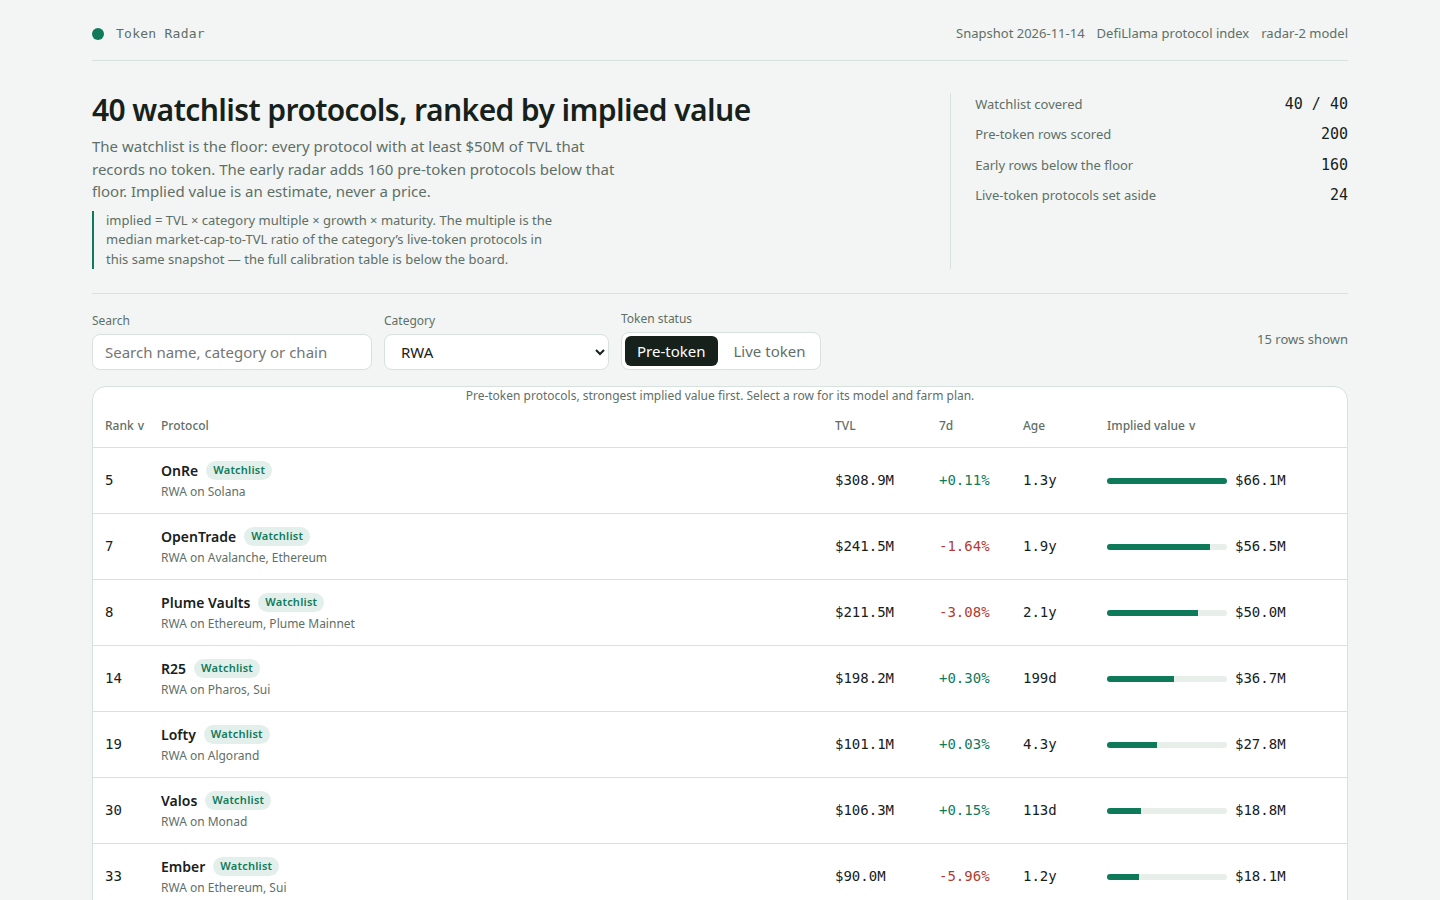 Token Radar
Snapshot 2026-11-14 DefiLlama protocol index radar-2 model
40 watchlist protocols, ranked by implied value
The watchlist is the floor: every protocol with at least $50M of TVL that
records no token. The early radar adds 160 pre-token protocols below that
floor. Implied value is an estimate, never a price.
implied = TVL × category multiple × growth × maturity. The multiple is the
median market-cap-to-TVL ratio of the category's live-token protocols in
this same snapshot — the full calibration table is below the board.
Watchlist covered 40 / 40
Pre-token rows scored 200
Early rows below the floor 160
Live-token protocols set aside 24
Search
Search name, category or chain
Category
RWA
Token status
Pre-token Live token
15 rows shown
Pre-token protocols, strongest implied value first. Select a row for its model and farm plan.
Rank v Protocol TVL 7d Age Implied value v
5 OnRe Watchlist $308.9M +0.11% 1.3y $66.1M
RWA on Solana
7 OpenTrade Watchlist $241.5M -1.64% 1.9y $56.5M
RWA on Avalanche, Ethereum
8 Plume Vaults Watchlist $211.5M -3.08% 2.1y $50.0M
RWA on Ethereum, Plume Mainnet
14 R25 Watchlist $198.2M +0.30% 199d $36.7M
RWA on Pharos, Sui
19 Lofty Watchlist $101.1M +0.03% 4.3y $27.8M
RWA on Algorand
30 Valos Watchlist $106.3M +0.15% 113d $18.8M
RWA on Monad
33 Ember Watchlist $90.0M -5.96% 1.2y $18.1M
RWA on Ethereum, Sui